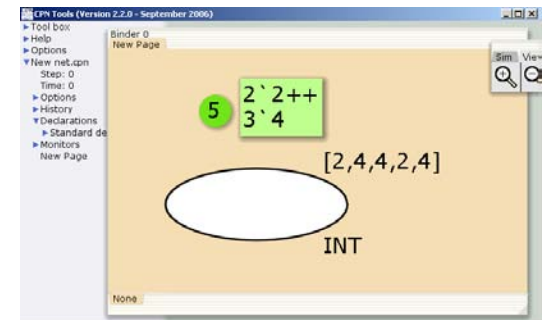 CPN Tools (Version 2.2.0 - September 2006)
Tool box
Help
Options
New net.cpn
Step: 0
Time: 0
Options
History
Declarations
Standard de
Monitors
New Page
Binder 0
New Page
Sim View
5
2`2++
3`4
[2,4,4,2,4]
INT
None